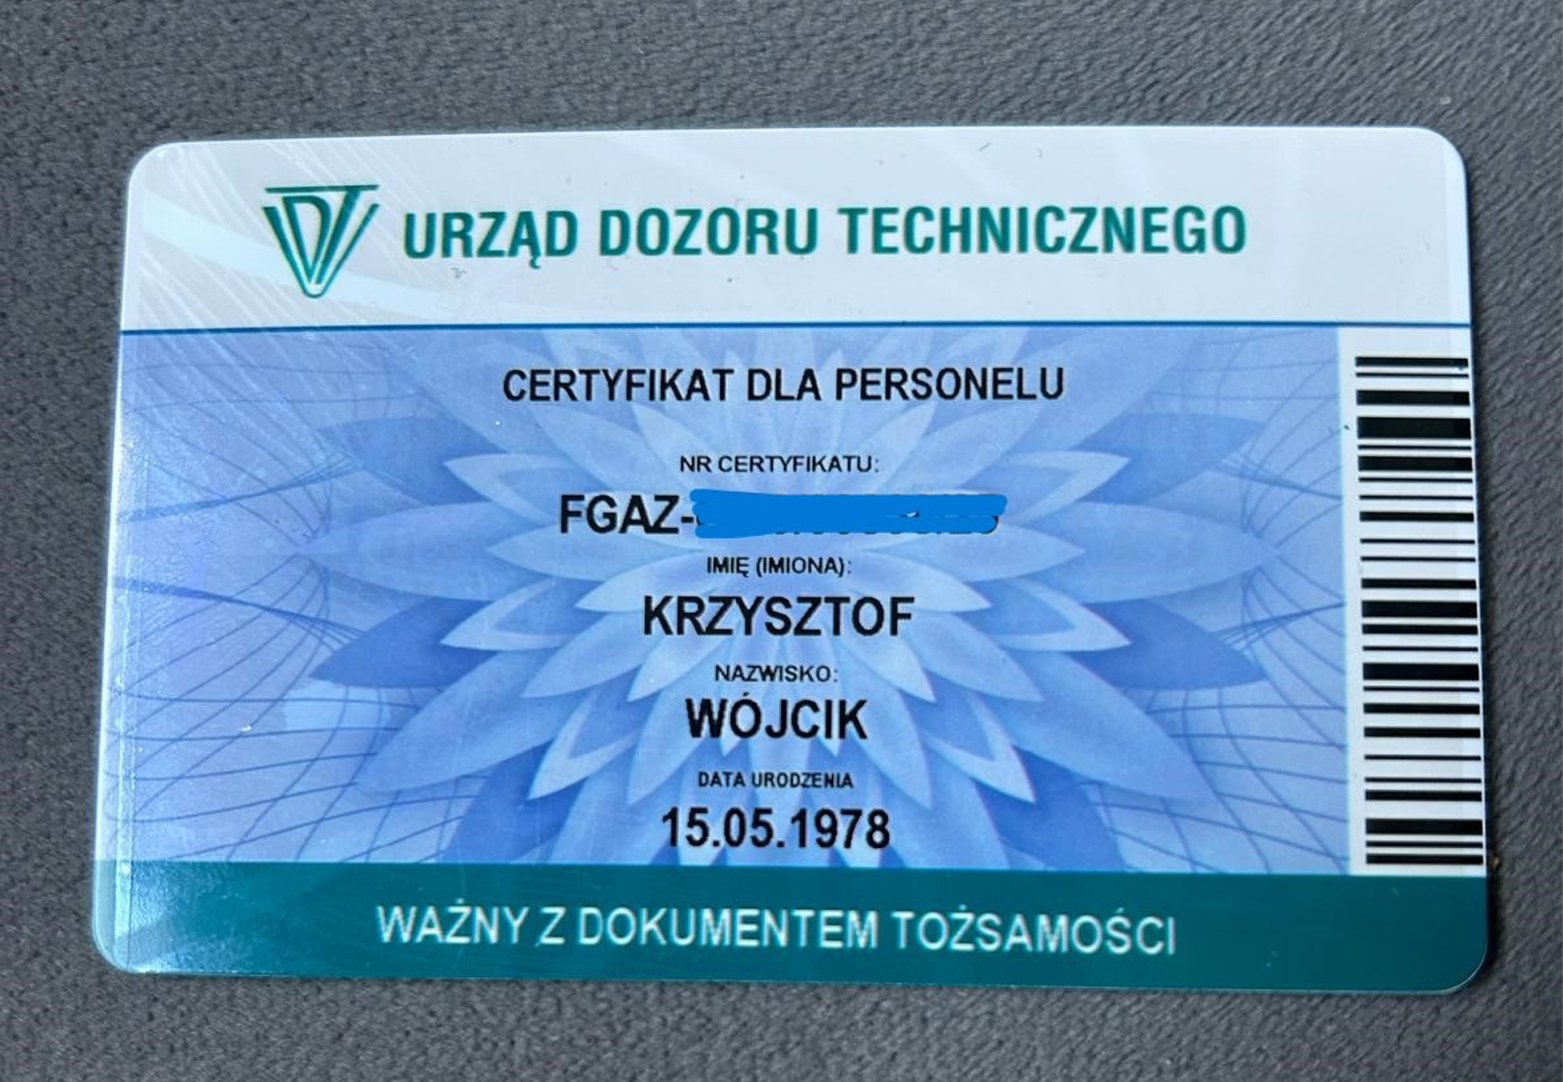 URZĄD DOZORU TECHNICZNEGO
CERTYFIKAT DLA PERSONELU
NR CERTYFIKATU:
FGAZ-
IMIĘ (IMIONA):
KRZYSZTOF
NAZWISKO:
WÓJCIK
DATA URODZENIA
15.05.1978
WAŻNY Z DOKUMENTEM TOŻSAMOŚCI